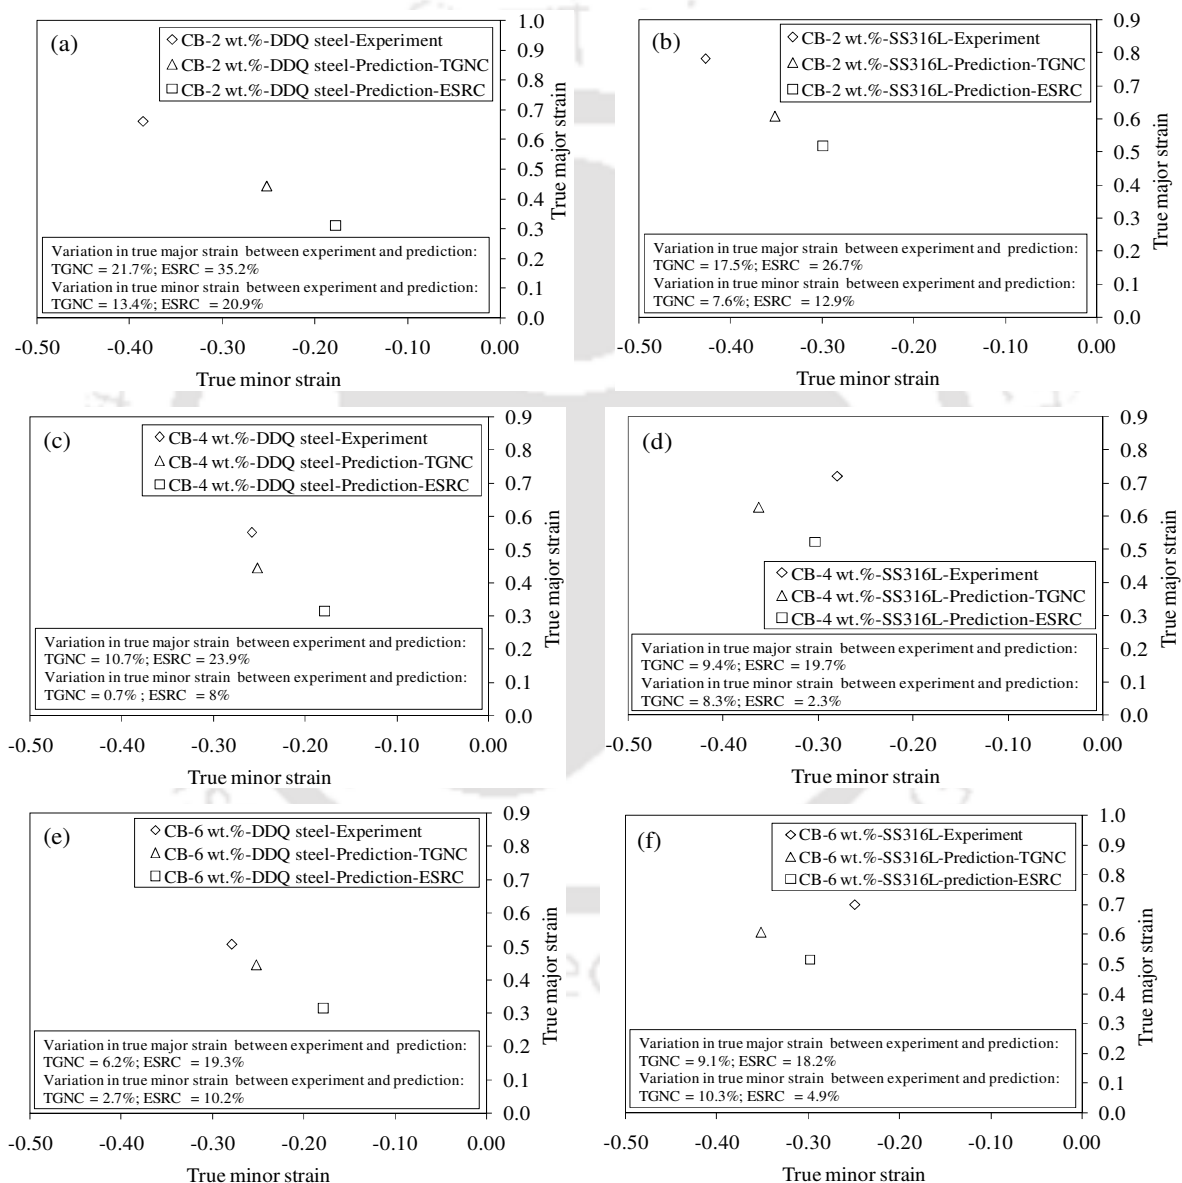 (a)
CB-2 wt.%-DDQ steel-Experiment
CB-2 wt.%-DDQ steel-Prediction-TGNC
CB-2 wt.%-DDQ steel-Prediction-ESRC
1.0
0.9
0.8
0.7
0.6
0.5
0.4
0.3
0.2
0.1
0.0
True major strain
Variation in true major strain between experiment and prediction:
TGNC = 21.7%; ESRC = 35.2%
Variation in true minor strain between experiment and prediction:
TGNC = 13.4%; ESRC = 20.9%
-0.50 -0.40 -0.30 -0.20 -0.10 0.00
True minor strain
(b)
CB-2 wt.%-SS316L-Experiment
CB-2 wt.%-SS316L-Prediction-TGNC
CB-2 wt.%-SS316L-Prediction-ESRC
0.9
0.8
0.7
0.6
0.5
0.4
0.3
0.2
0.1
0.0
True major strain
Variation in true major strain between experiment and prediction:
TGNC = 17.5%; ESRC = 26.7%
Variation in true minor strain between experiment and prediction:
TGNC = 7.6%; ESRC = 12.9%
-0.50 -0.40 -0.30 -0.20 -0.10 0.00
True minor strain
(c)
CB-4 wt.%-DDQ steel-Experiment
CB-4 wt.%-DDQ steel-Prediction-TGNC
CB-4 wt.%-DDQ steel-Prediction-ESRC
0.9
0.8
0.7
0.6
0.5
0.4
0.3
0.2
0.1
0.0
True major strain
Variation in true major strain between experiment and prediction:
TGNC = 10.7%; ESRC = 23.9%
Variation in true minor strain between experiment and prediction:
TGNC = 0.7% ; ESRC = 8%
-0.50 -0.40 -0.30 -0.20 -0.10 0.00
True minor strain
(d)
CB-4 wt.%-SS316L-Experiment
CB-4 wt.%-SS316L-Prediction-TGNC
CB-4 wt.%-SS316L-Prediction-ESRC
0.9
0.8
0.7
0.6
0.5
0.4
0.3
0.2
0.1
0.0
True major strain
Variation in true major strain between experiment and prediction:
TGNC = 9.4%; ESRC = 19.7%
Variation in true minor strain between experiment and prediction:
TGNC = 8.3%; ESRC = 2.3%
-0.50 -0.40 -0.30 -0.20 -0.10 0.00
True minor strain
(e)
CB-6 wt.%-DDQ steel-Experiment
CB-6 wt.%-DDQ steel-Prediction-TGNC
CB-6 wt.%-DDQ steel-Prediction-ESRC
0.9
0.8
0.7
0.6
0.5
0.4
0.3
0.2
0.1
0.0
True major strain
Variation in true major strain between experiment and prediction:
TGNC = 6.2%; ESRC = 19.3%
Variation in true minor strain between experiment and prediction:
TGNC = 2.7%; ESRC = 10.2%
-0.50 -0.40 -0.30 -0.20 -0.10 0.00
True minor strain
(f)
CB-6 wt.%-SS316L-Experiment
CB-6 wt.%-SS316L-Prediction-TGNC
CB-6 wt.%-SS316L-prediction-ESRC
1.0
0.9
0.8
0.7
0.6
0.5
0.4
0.3
0.2
0.1
0.0
True major strain
Variation in true major strain between experiment and prediction:
TGNC = 9.1%; ESRC = 18.2%
Variation in true minor strain between experiment and prediction:
TGNC = 10.3%; ESRC = 4.9%
-0.50 -0.40 -0.30 -0.20 -0.10 0.00
True minor strain